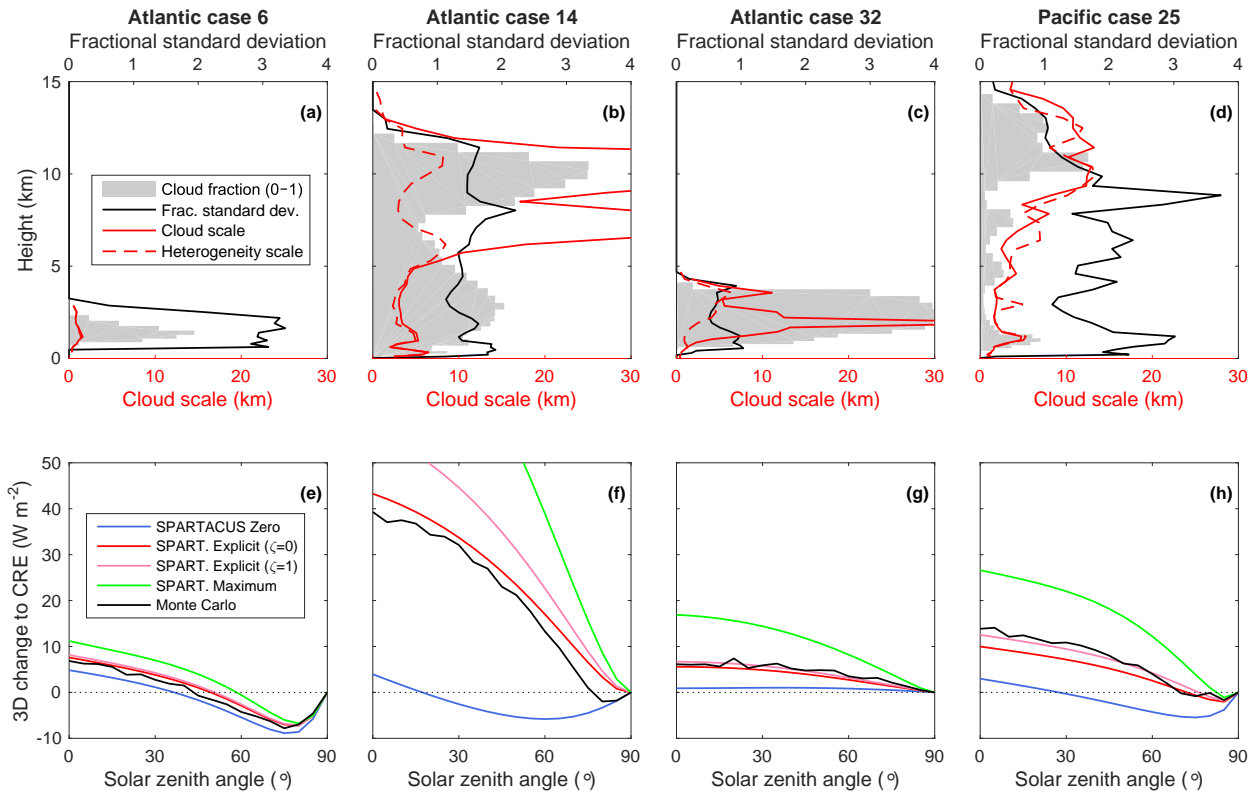 Atlantic case 6
Atlantic case 14
Atlantic case 32
Pacific case 25
Fractional standard deviation
Fractional standard deviation
Fractional standard deviation
Fractional standard deviation
0 1 2 3 4
0 1 2 3 4
0 1 2 3 4
0 1 2 3 4
15
10
5
0
Height (km)
(a)
(b)
(c)
(d)
Cloud fraction (0−1)
Frac. standard dev.
Cloud scale
Heterogeneity scale
0 10 20 30
0 10 20 30
0 10 20 30
0 10 20 30
Cloud scale (km)
Cloud scale (km)
Cloud scale (km)
Cloud scale (km)
50
40
30
20
10
0
-10
3D change to CRE (W m-2)
(e)
(f)
(g)
(h)
SPARTACUS Zero
SPART. Explicit (ζ=0)
SPART. Explicit (ζ=1)
SPART. Maximum
Monte Carlo
0 30 60 90
0 30 60 90
0 30 60 90
0 30 60 90
Solar zenith angle (°)
Solar zenith angle (°)
Solar zenith angle (°)
Solar zenith angle (°)